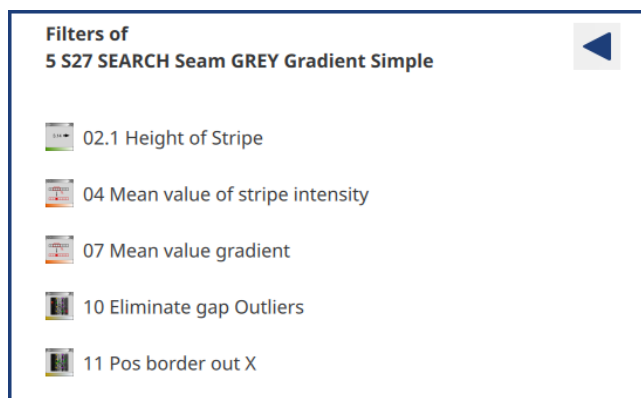 Filters of
5 S27 SEARCH Seam GREY Gradient Simple
02.1 Height of Stripe
04 Mean value of stripe intensity
07 Mean value gradient
10 Eliminate gap Outliers
11 Pos border out X